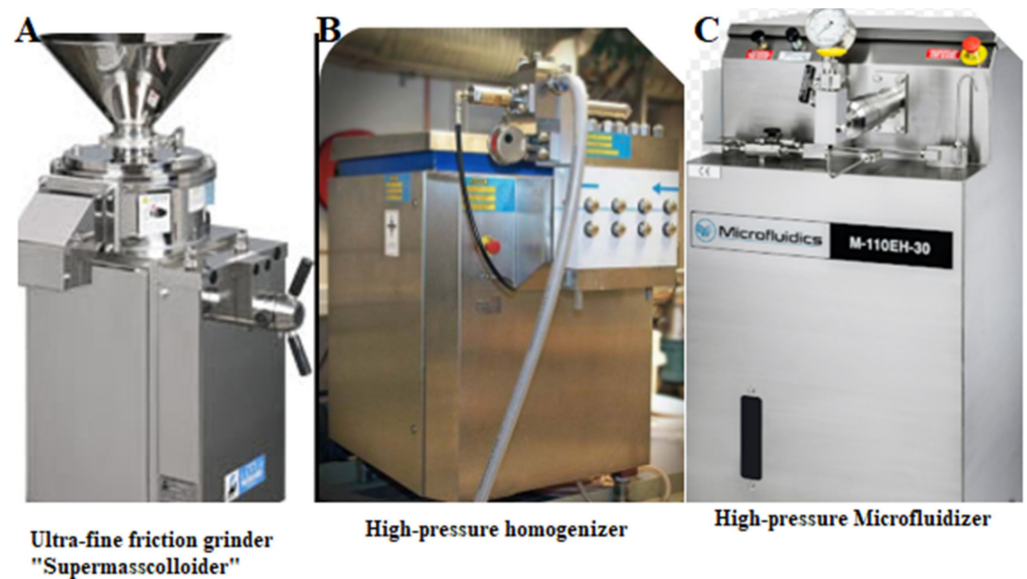 A
B
C
Microfluidics
M-110EH-30
CE
Ultra-fine friction grinder
"Supermasscolloider"
High-pressure homogenizer
High-pressure Microfluidizer